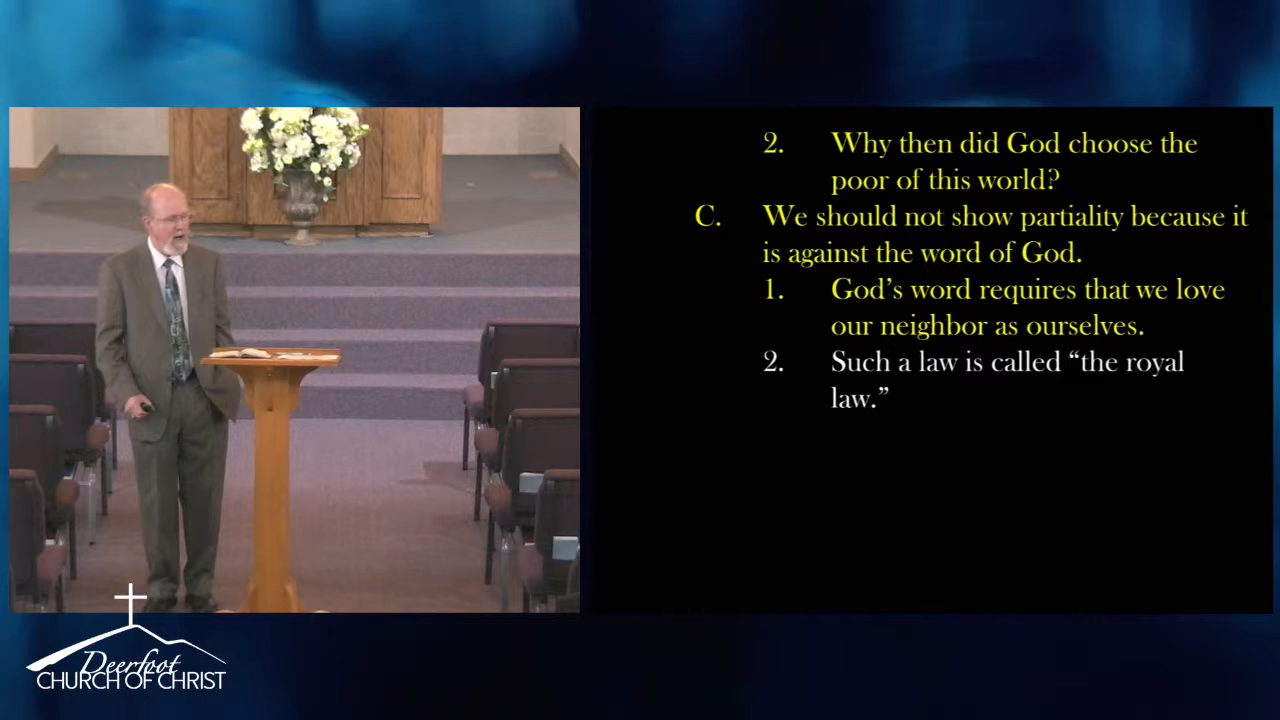 2. Why then did God choose the
poor of this world?
C. We should not show partiality because it
is against the word of God.
1. God's word requires that we love
our neighbor as ourselves.
2. Such a law is called “the royal
law.”
Deerfoot
CHURCH OF CHRIST